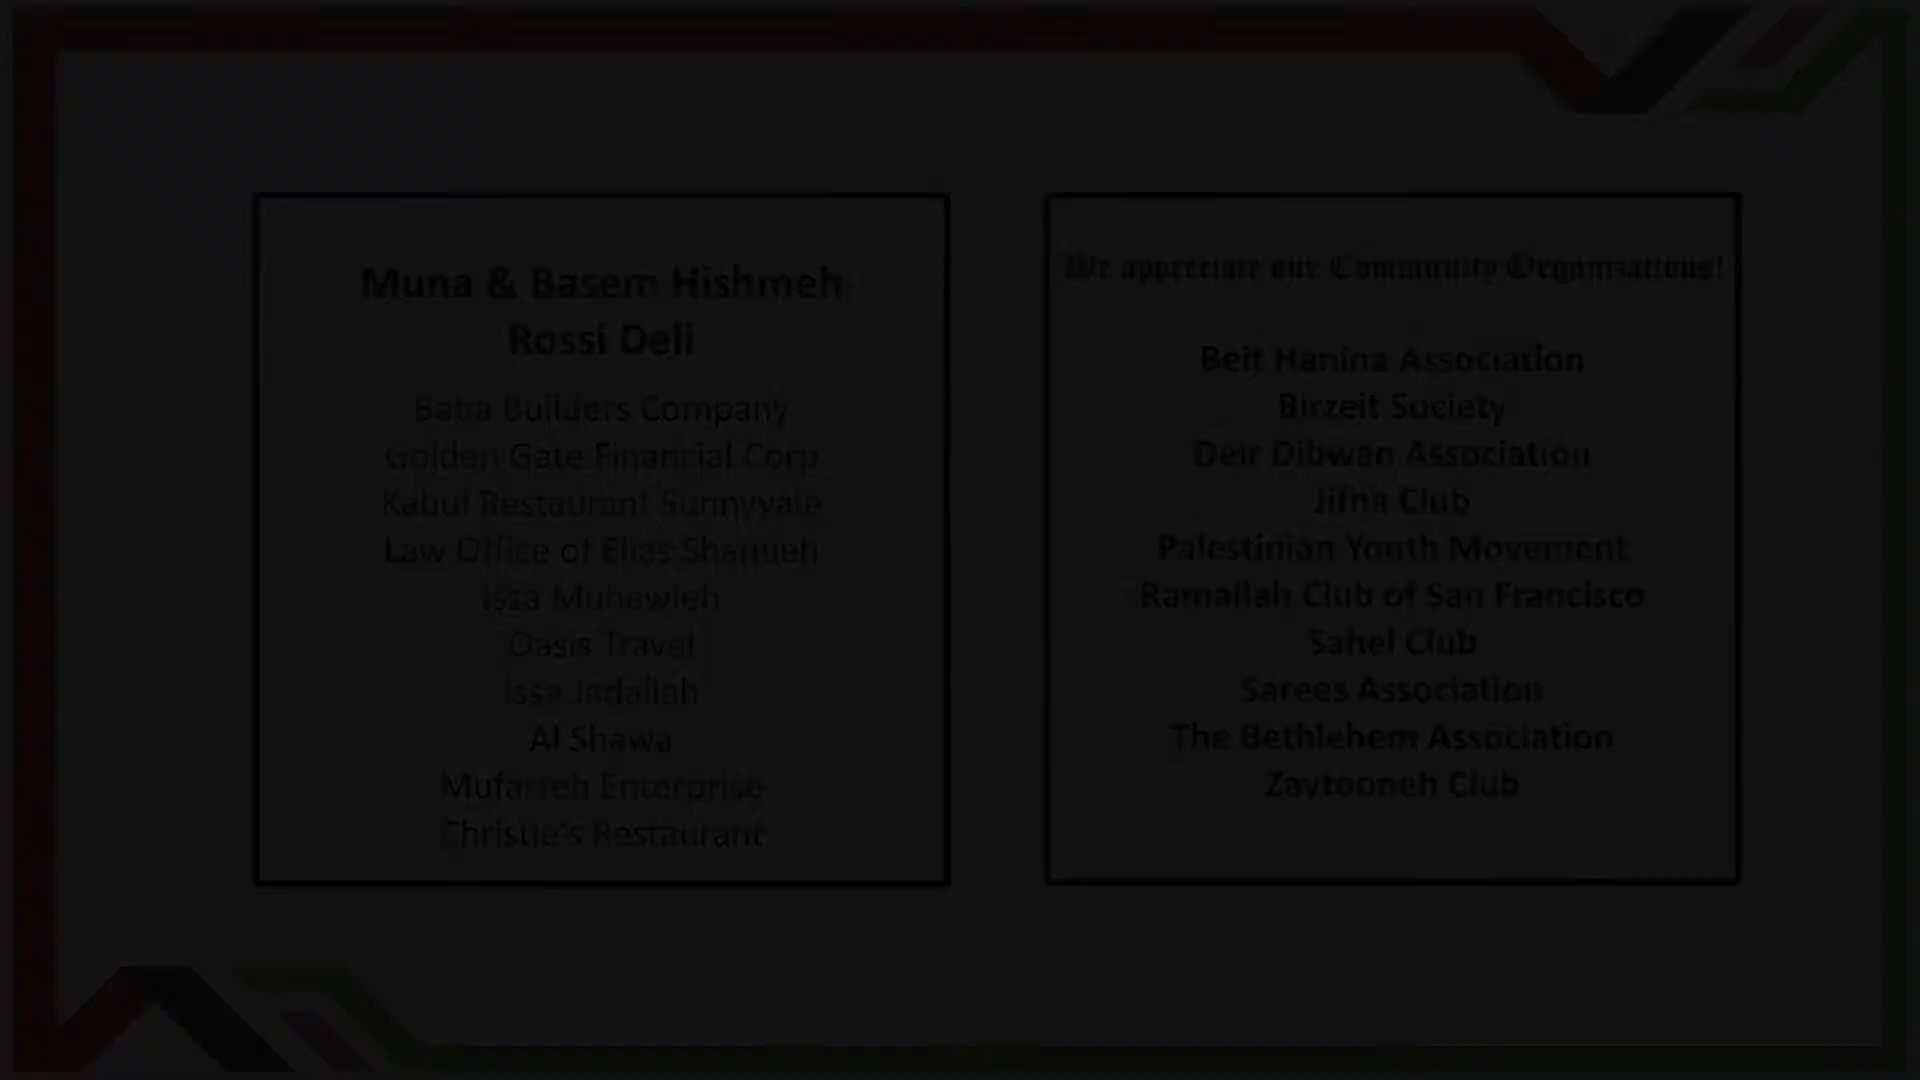 Muna & Basem Hishmeh
Rossi Deli
Baba Builders Company
Golden Gate Financial Corp
Kabul Restaurant Sunnyvale
Law Office of Elias Shamieh
Issa Muhawieh
Oasis Travel
Issa Jadallah
Al Shawa
Mufarreh Enterprise
Christie's Restaurant
We appreciate our Community Organizations!
Beit Hanina Association
Birzeit Society
Deir Dibwan Association
Jifna Club
Palestinian Youth Movement
Ramallah Club of San Francisco
Sahel Club
Sarees Association
The Bethlehem Association
Zaytooneh Club